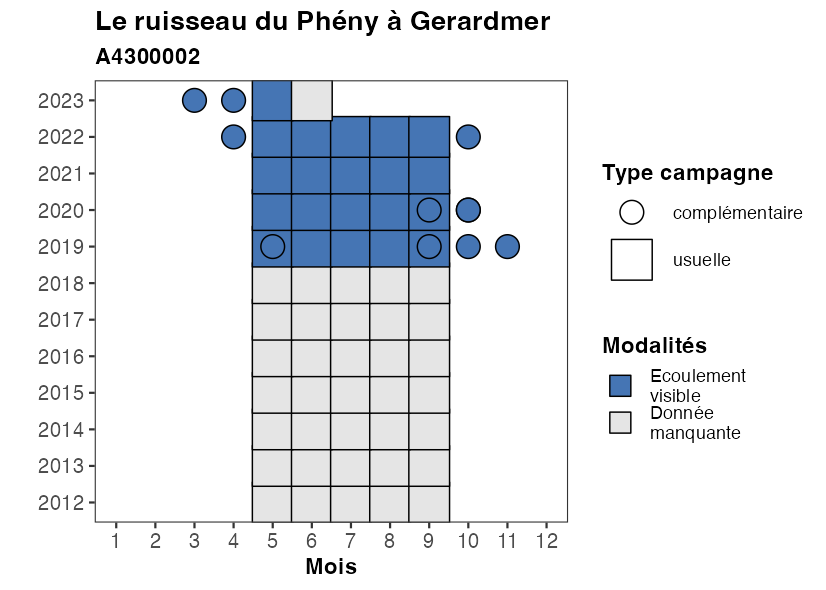 Le ruisseau du Phény à Gerardmer
A4300002
2023
2022
2021
2020
2019
2018
2017
2016
2015
2014
2013
2012
1 2 3 4 5 6 7 8 9 10 11 12
Mois
Type campagne
complémentaire
usuelle
Modalités
Ecoulement
visible
Donnée
manquante